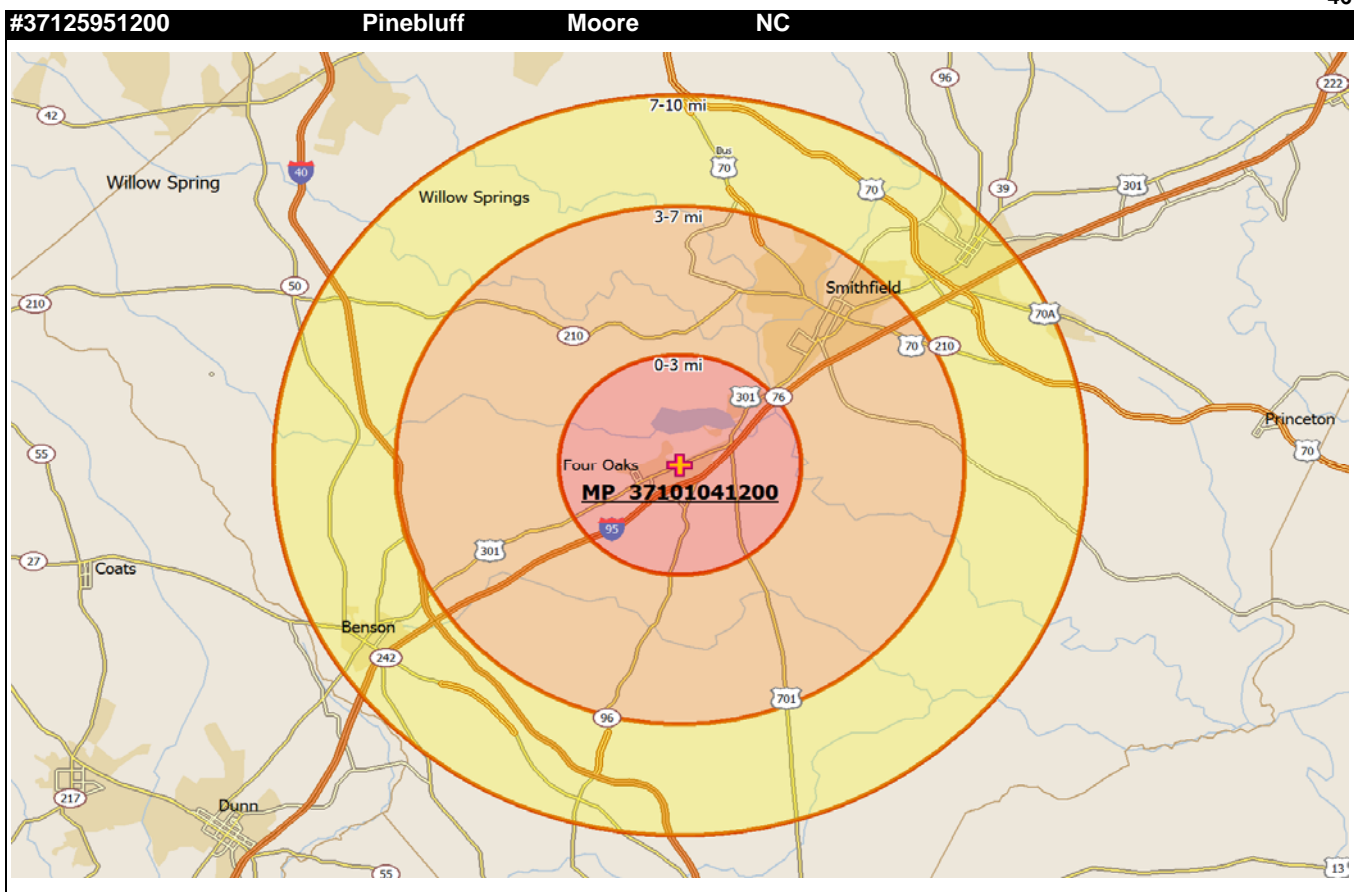 #37125951200 Pinebluff Moore NC
7-10 mi
96
222
42
Bus
70
40
Willow Spring
Willow Springs
70
39
301
3-7 mi
50
Smithfield
210
70A
210
70
210
0-3 mi
301
76
Princeton
70
55
Four Oaks
MP 37101041200
95
301
27
Coats
Benson
242
701
96
217
Dunn
55
13